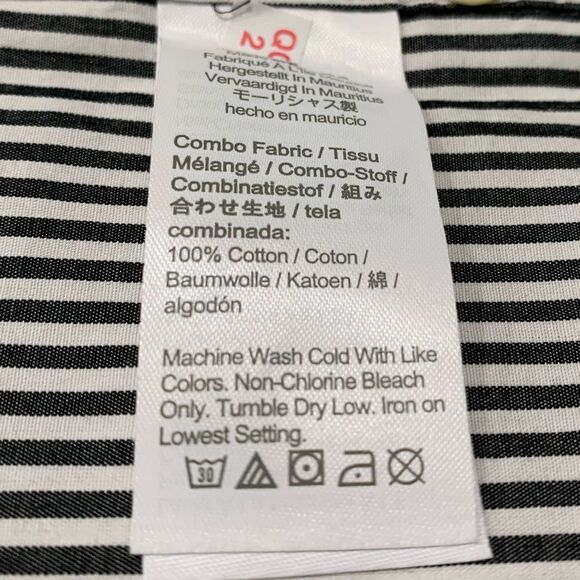 QC
2
Fabriqué A L'Ile
Hergestellt In Mauritius
Vervaardigd In Mauritius
モーリシャス製
hecho en mauricio
Combo Fabric / Tissu
Mélangé / Combo-Stoff /
Combinatiestof / 組み
合わせ生地 / tela
combinada:
100% Cotton / Coton /
Baumwolle / Katoen / 綿 /
algodón
Machine Wash Cold With Like
Colors. Non-Chlorine Bleach
Only. Tumble Dry Low. Iron on
Lowest Setting.
30